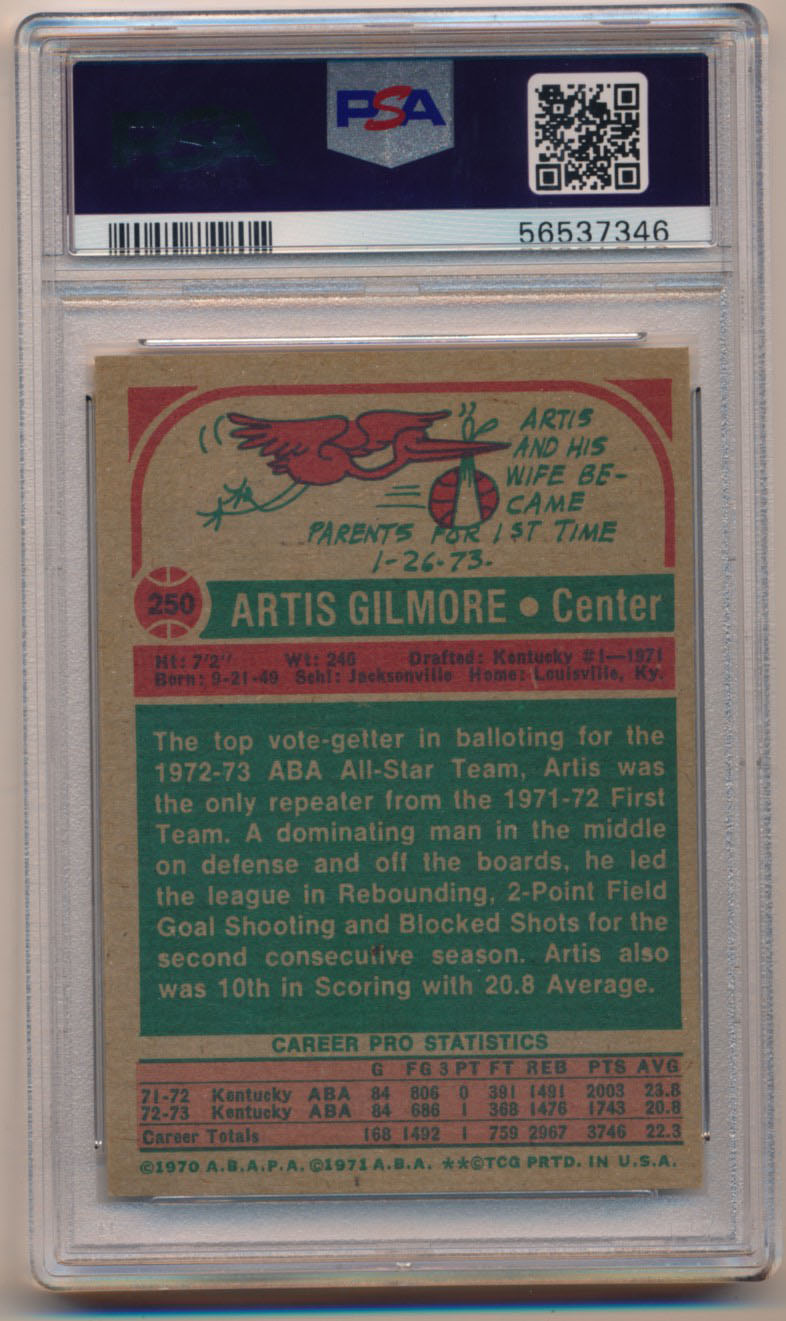 PSA
56537346
ARTIS
AND HIS
WIFE BE-
CAME
PARENTS FOR 1ST TIME
1-26-73.
250 ARTIS GILMORE • Center
Ht: 7'2" Wt: 240 Drafted: Kentucky #1—1971
Born: 9-21-49 Schl: Jacksonville Home: Louisville, Ky.
The top vote-getter in balloting for the
1972-73 ABA All-Star Team, Artis was
the only repeater from the 1971-72 First
Team. A dominating man in the middle
on defense and off the boards, he led
the league in Rebounding, 2-Point Field
Goal Shooting and Blocked Shots for the
second consecutive season. Artis also
was 10th in Scoring with 20.8 Average.
CAREER PRO STATISTICS
G FG 3 PT FT REB PTS AVG
71-72 Kentucky ABA 84 806 0 391 1491 2003 23.8
72-73 Kentucky ABA 84 686 1 368 1476 1743 20.8
Career Totals 168 1492 1 759 2967 3746 22.3
©1970 A.B.A.P.A. ©1971 A.B.A. **©TCG PRTD. IN U.S.A.